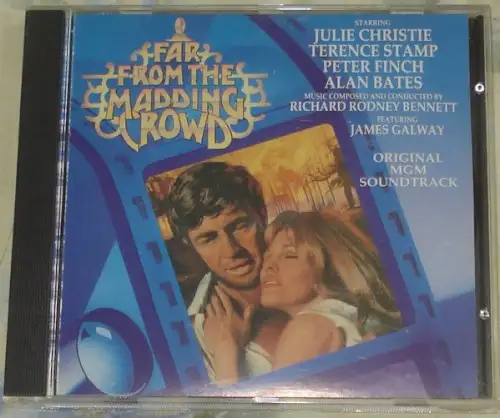 FAR
FROM THE
MADDING
CROWD
STARRING
JULIE CHRISTIE
TERENCE STAMP
PETER FINCH
ALAN BATES
MUSIC COMPOSED AND CONDUCTED BY
RICHARD RODNEY BENNETT
FEATURING
JAMES GALWAY
ORIGINAL
MGM
SOUNDTRACK